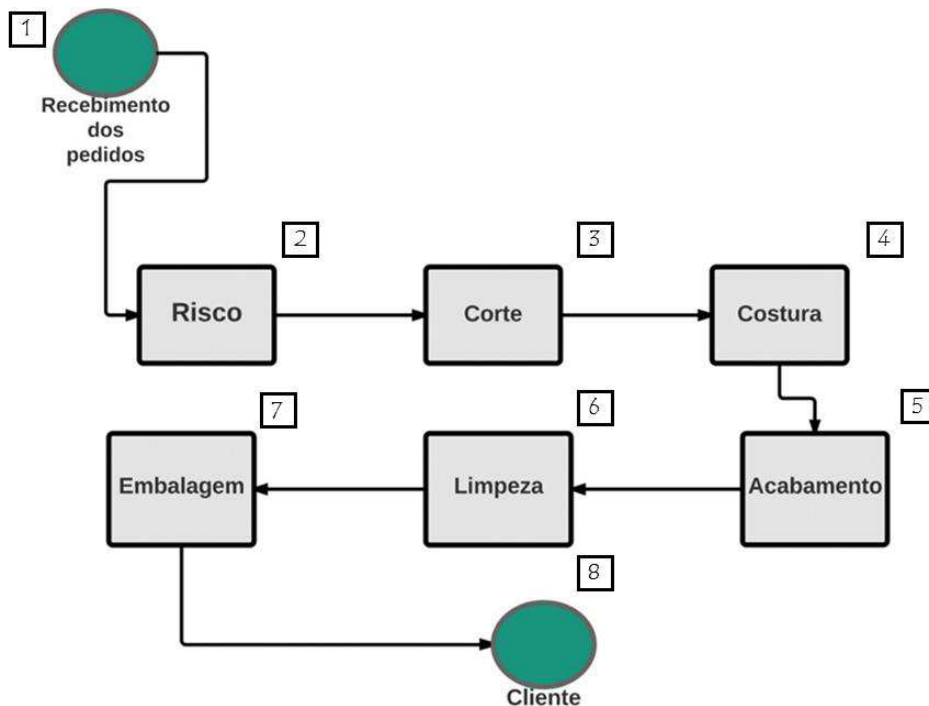 1
Recebimento
dos
pedidos
2
3
4
Risco
Corte
Costura
7
6
5
Embalagem
Limpeza
Acabamento
8
Cliente